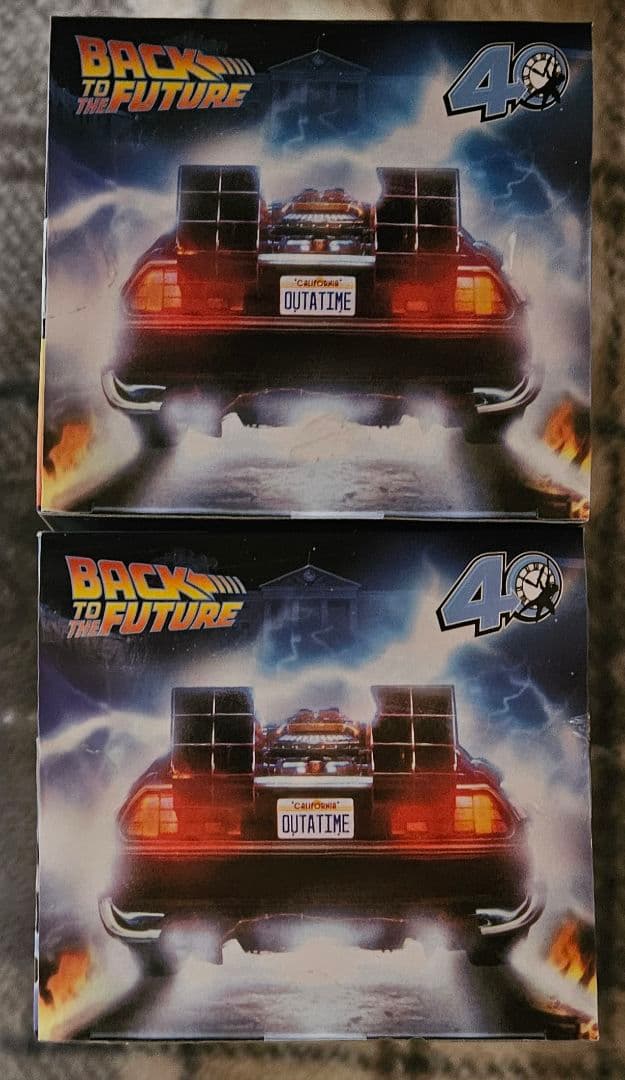 BACK
TO
THE FUTURE
40
"CALIFORNIA"
OUTATIME
BACK
TO
THE FUTURE
40
"CALIFORNIA"
OUTATIME